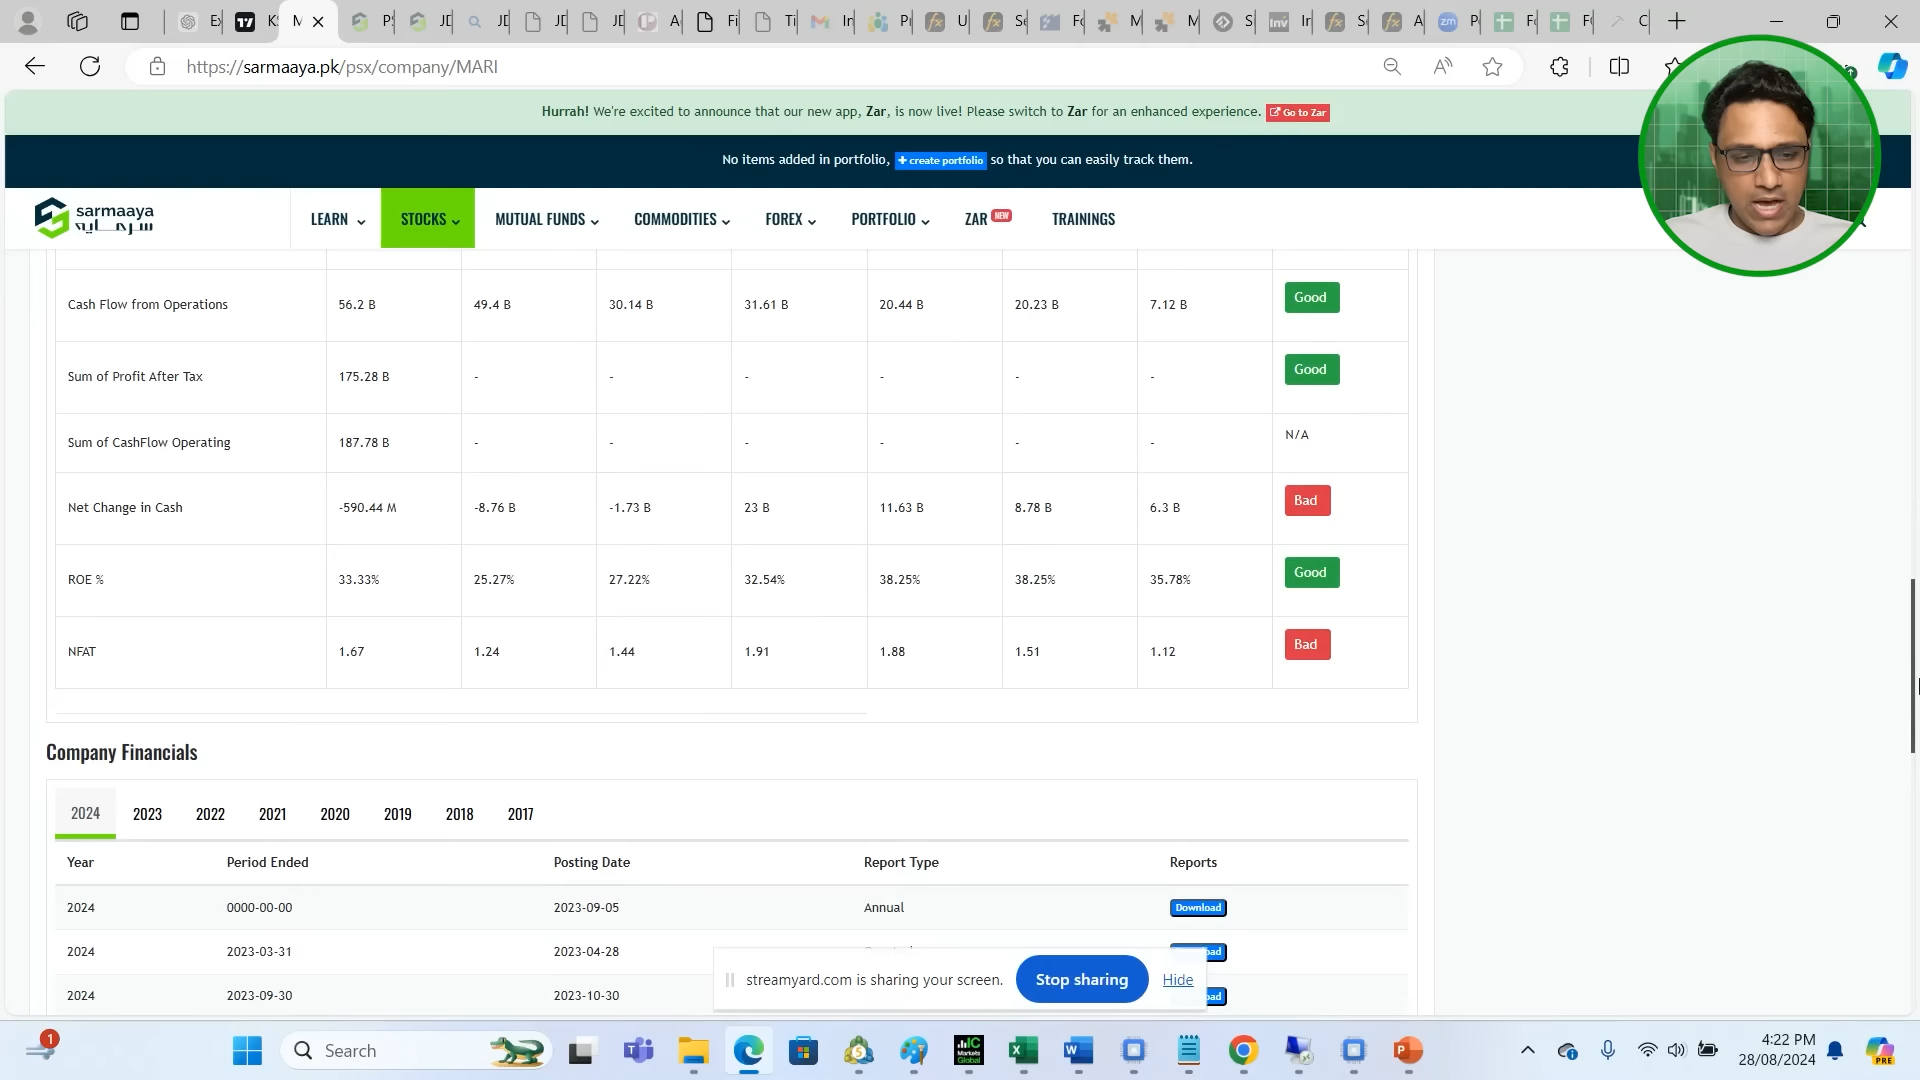 https://sarmaaya.pk/psx/company/MARI
Hurrah! We're excited to announce that our new app, Zar, is now live! Please switch to Zar for an enhanced experience. Go to Zar
No items added in portfolio, + create portfolio so that you can easily track them.
sarmaaya
سرمایہ
LEARN STOCKS MUTUAL FUNDS COMMODITIES FOREX PORTFOLIO ZAR NEW TRAININGS
Cash Flow from Operations 56.2 B 49.4 B 30.14 B 31.61 B 20.44 B 20.23 B 7.12 B Good
Sum of Profit After Tax 175.28 B - - - - - - Good
Sum of CashFlow Operating 187.78 B - - - - - - N/A
Net Change in Cash -590.44 M -8.76 B -1.73 B 23 B 11.63 B 8.78 B 6.3 B Bad
ROE % 33.33% 25.27% 27.22% 32.54% 38.25% 38.25% 35.78% Good
NFAT 1.67 1.24 1.44 1.91 1.88 1.51 1.12 Bad
Company Financials
2024 2023 2022 2021 2020 2019 2018 2017
Year Period Ended Posting Date Report Type Reports
2024 0000-00-00 2023-09-05 Annual Download
2024 2023-03-31 2023-04-28
2024 2023-09-30 2023-10-30
streamyard.com is sharing your screen. Stop sharing Hide
1 Search 4:22 PM
28/08/2024